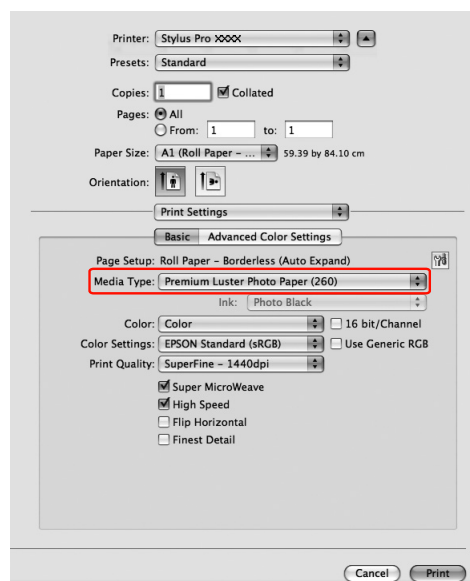 Printer: Stylus Pro XXXX
Presets: Standard
Copies: 1 Collated
Pages: All
From: 1 to: 1
Paper Size: A1 (Roll Paper – ... 59.39 by 84.10 cm
Orientation:
Print Settings
Basic Advanced Color Settings
Page Setup: Roll Paper – Borderless (Auto Expand)
Media Type: Premium Luster Photo Paper (260)
Ink: Photo Black
Color: Color 16 bit/Channel
Color Settings: EPSON Standard (sRGB) Use Generic RGB
Print Quality: SuperFine – 1440dpi
Super MicroWeave
High Speed
Flip Horizontal
Finest Detail
Cancel Print